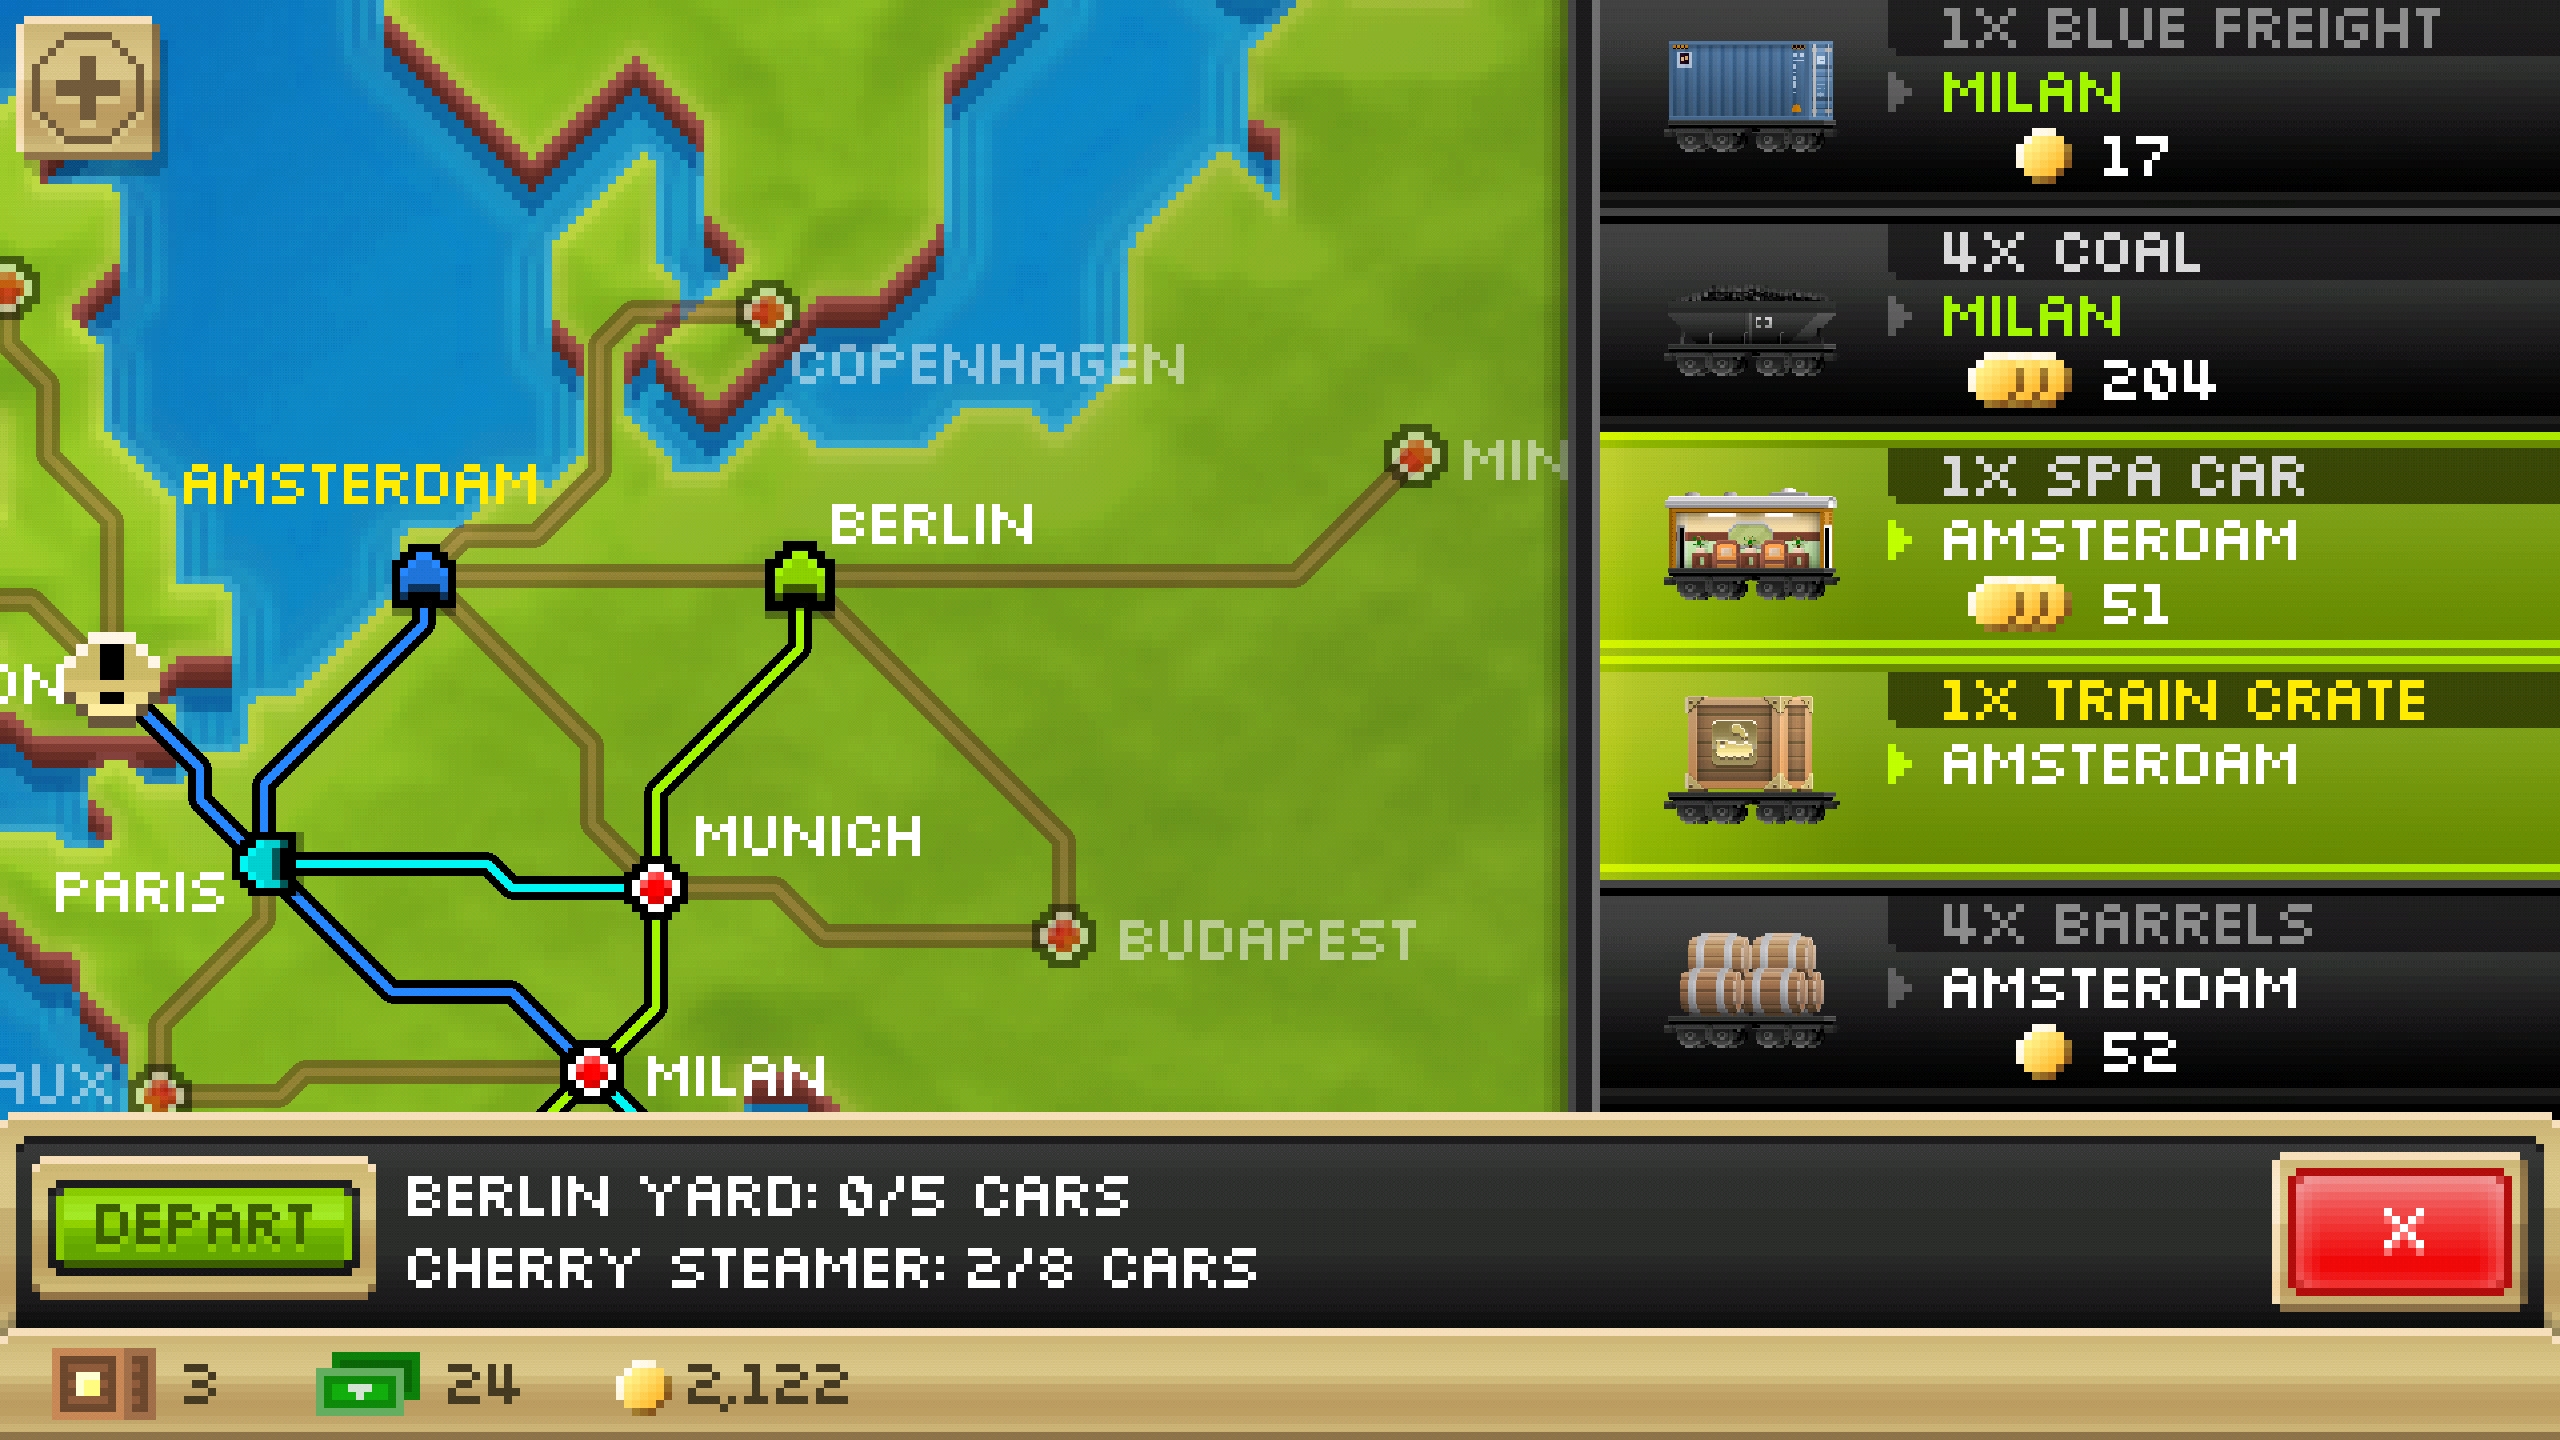 1X BLUE FREIGHT
MILAN
17
4X COAL
MILAN
204
1X SPA CAR
AMSTERDAM
51
1X TRAIN CRATE
AMSTERDAM
4X BARRELS
AMSTERDAM
52
COPENHAGEN
AMSTERDAM
MIN
BERLIN
ON
MUNICH
PARIS
BUDAPEST
MILAN
AUX
DEPART
BERLIN YARD: 0/5 CARS
CHERRY STEAMER: 2/8 CARS
X
3
24
2,122